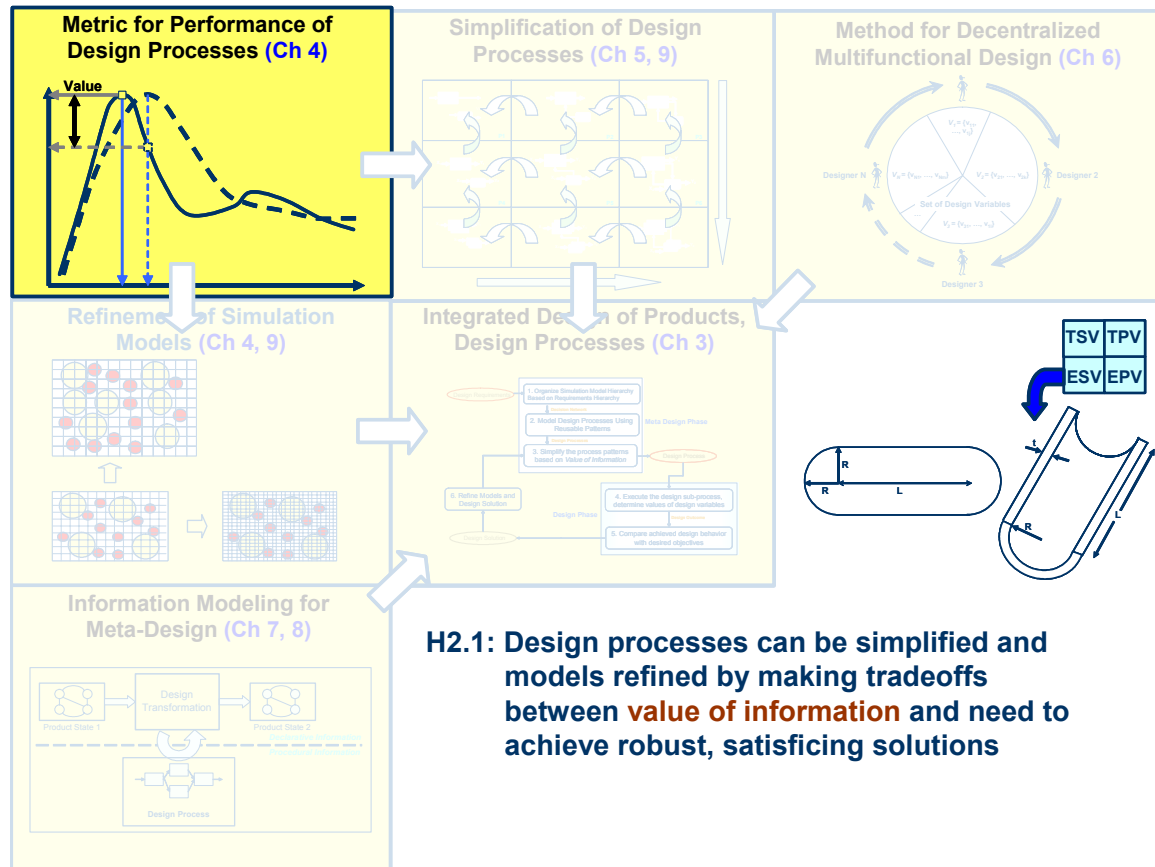 Metric for Performance of
Design Processes (Ch 4)
Value
Simplification of Design
Processes (Ch 5, 9)
Method for Decentralized
Multifunctional Design (Ch 6)
Designer N
Designer 2
Set of Design Variables
Designer 3
Models (Ch 4, 9)
Integrated Design of Products,
Design Processes (Ch 3)
1. Organize Simulation Model Hierarchy
Based on Requirements Hierarchy
2. Model Design Processes Using
Reusable Patterns
Meta Design Phase
3. Simplify the process patterns
based on Value of Information
Design Process
6. Refine Models and
Design Solution
Design Phase
4. Execute the design sub-process,
determine values of design variables
5. Compare achieved design behavior
with desired objectives
TSV TPV
ESV EPV
R
R
L
t
R
L
Information Modeling for
Meta-Design (Ch 7, 8)
Design
Transformation
Product State 1
Product State 2
Design Process
H2.1: Design processes can be simplified and
models refined by making tradeoffs
between value of information and need to
achieve robust, satisficing solutions